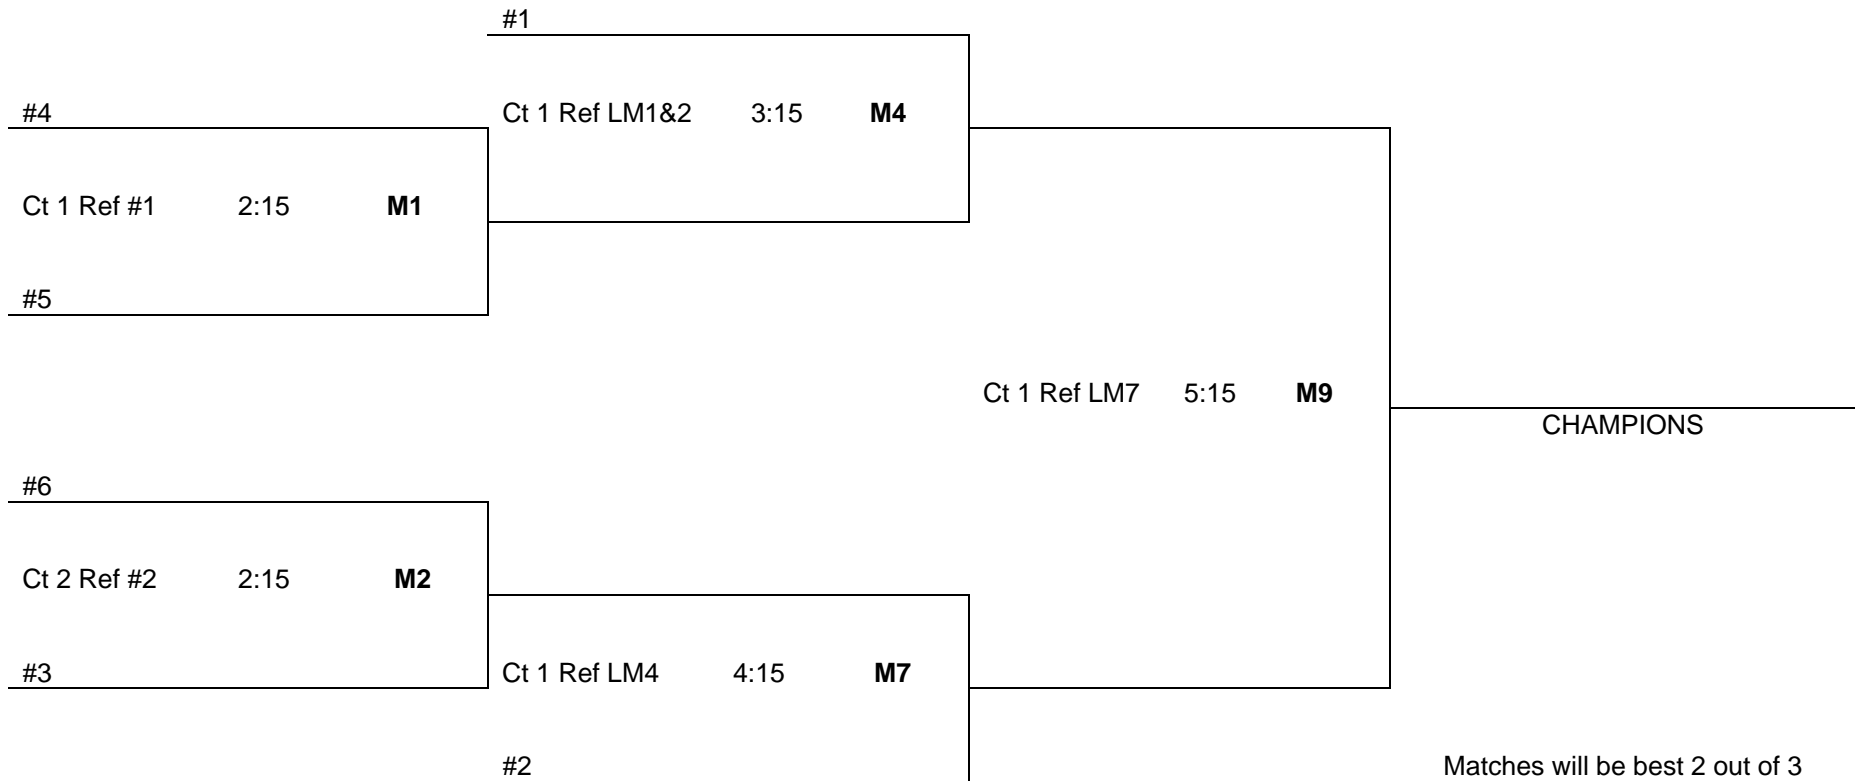 #1
#4
Ct 1 Ref LM1&2 3:15 M4
Ct 1 Ref #1 2:15 M1
#5
Ct 1 Ref LM7 5:15 M9
CHAMPIONS
#6
Ct 2 Ref #2 2:15 M2
#3
Ct 1 Ref LM4 4:15 M7
#2
Matches will be best 2 out of 3